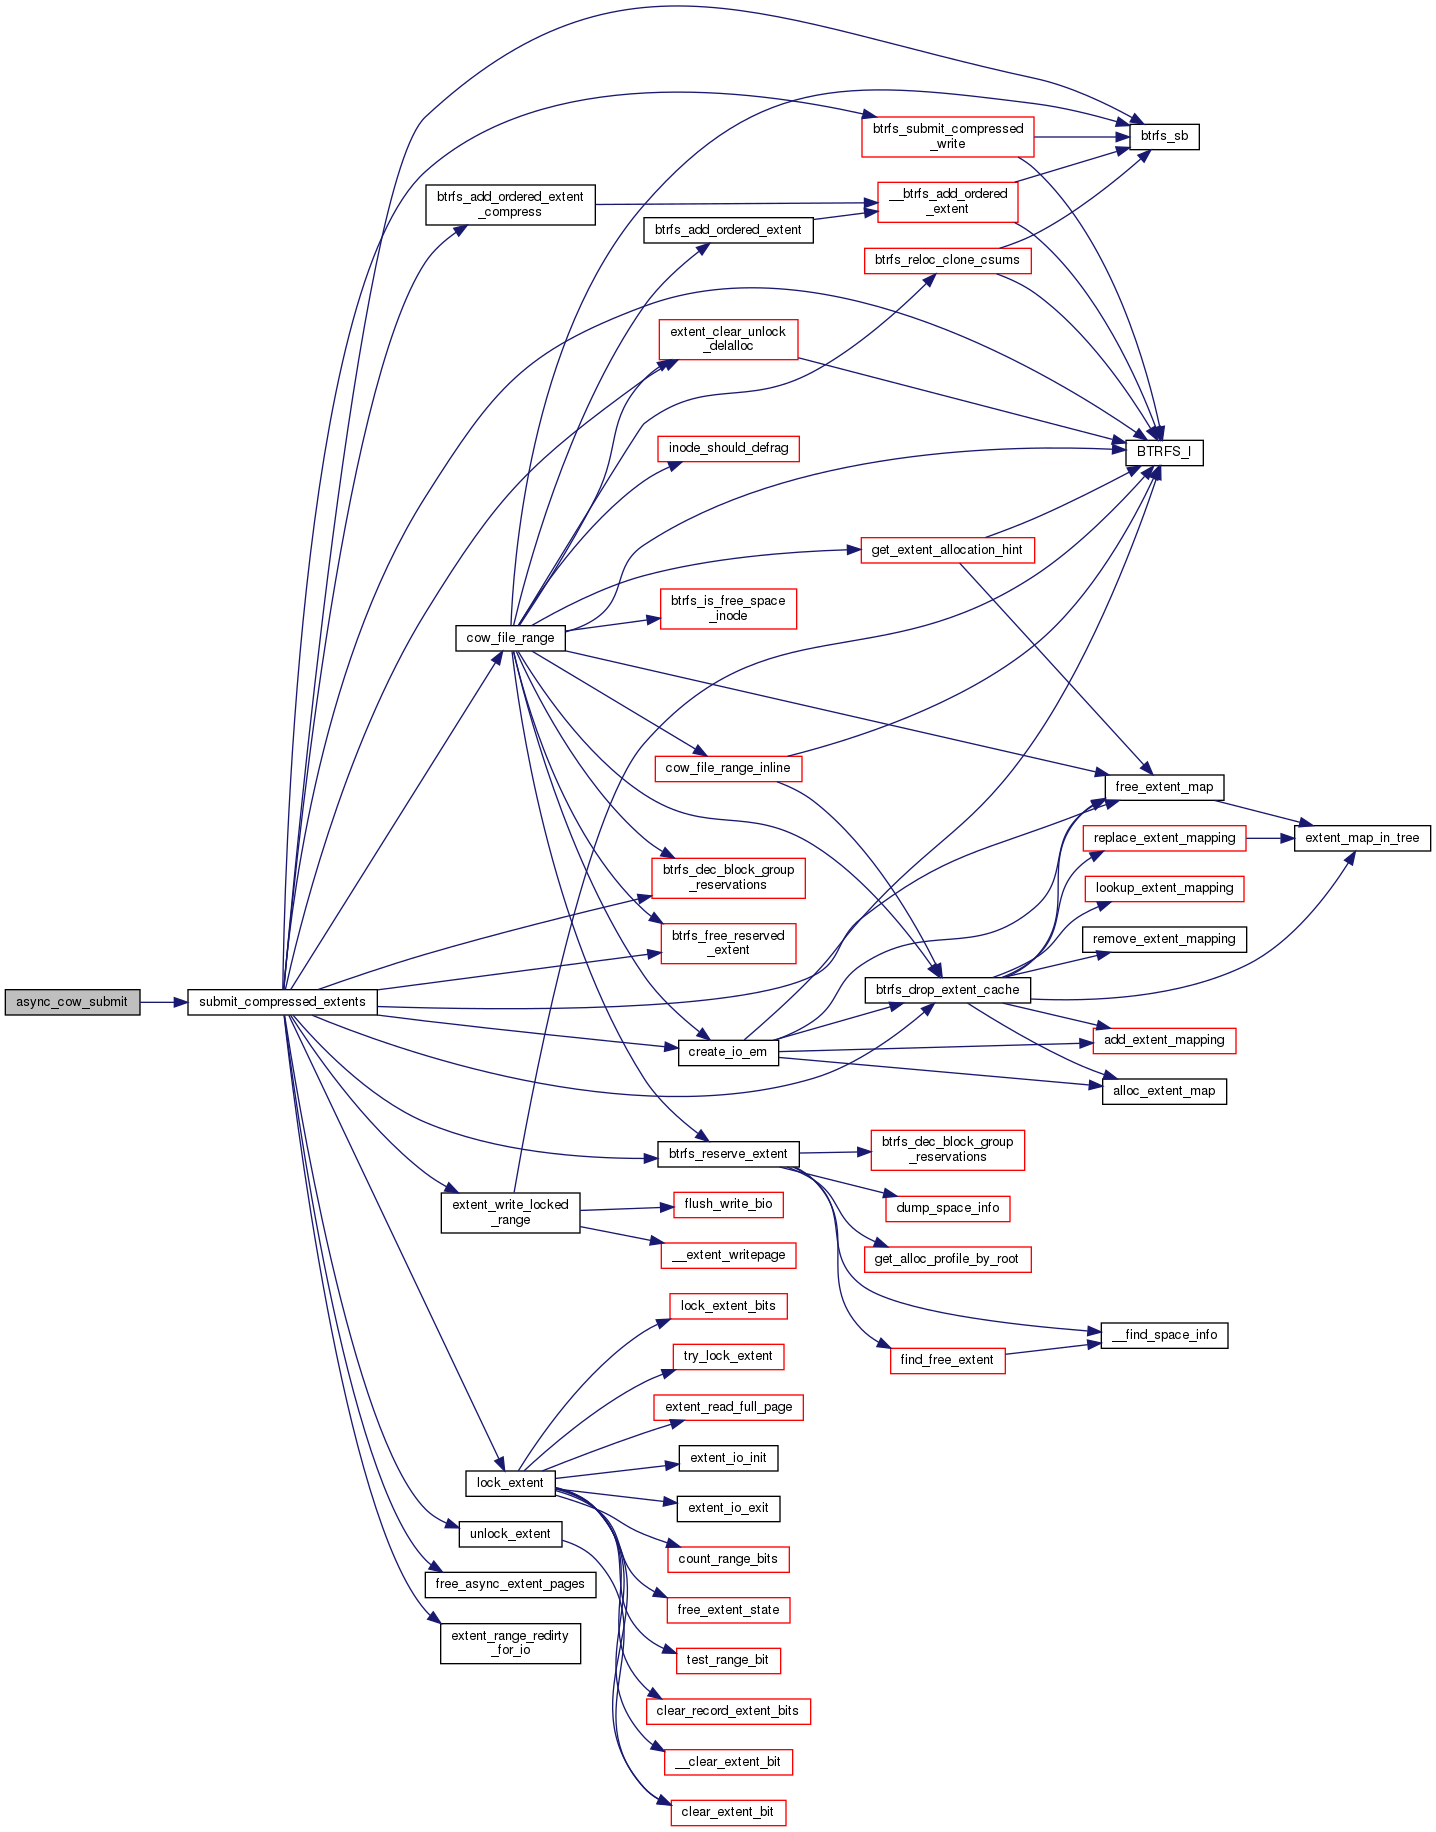 btrfs_submit_compressed
_write
btrfs_sb
btrfs_add_ordered_extent
_compress
__btrfs_add_ordered
_extent
btrfs_add_ordered_extent
btrfs_reloc_clone_csums
extent_clear_unlock
_delalloc
inode_should_defrag
BTRFS_I
get_extent_allocation_hint
btrfs_is_free_space
_inode
cow_file_range
cow_file_range_inline
free_extent_map
replace_extent_mapping
extent_map_in_tree
btrfs_dec_block_group
_reservations
lookup_extent_mapping
btrfs_free_reserved
_extent
remove_extent_mapping
async_cow_submit
submit_compressed_extents
btrfs_drop_extent_cache
create_io_em
add_extent_mapping
alloc_extent_map
btrfs_reserve_extent
btrfs_dec_block_group
_reservations
extent_write_locked
_range
flush_write_bio
dump_space_info
__extent_writepage
get_alloc_profile_by_root
lock_extent_bits
__find_space_info
try_lock_extent
find_free_extent
extent_read_full_page
extent_io_init
lock_extent
extent_io_exit
unlock_extent
count_range_bits
free_async_extent_pages
free_extent_state
extent_range_redirty
_for_io
test_range_bit
clear_record_extent_bits
__clear_extent_bit
clear_extent_bit